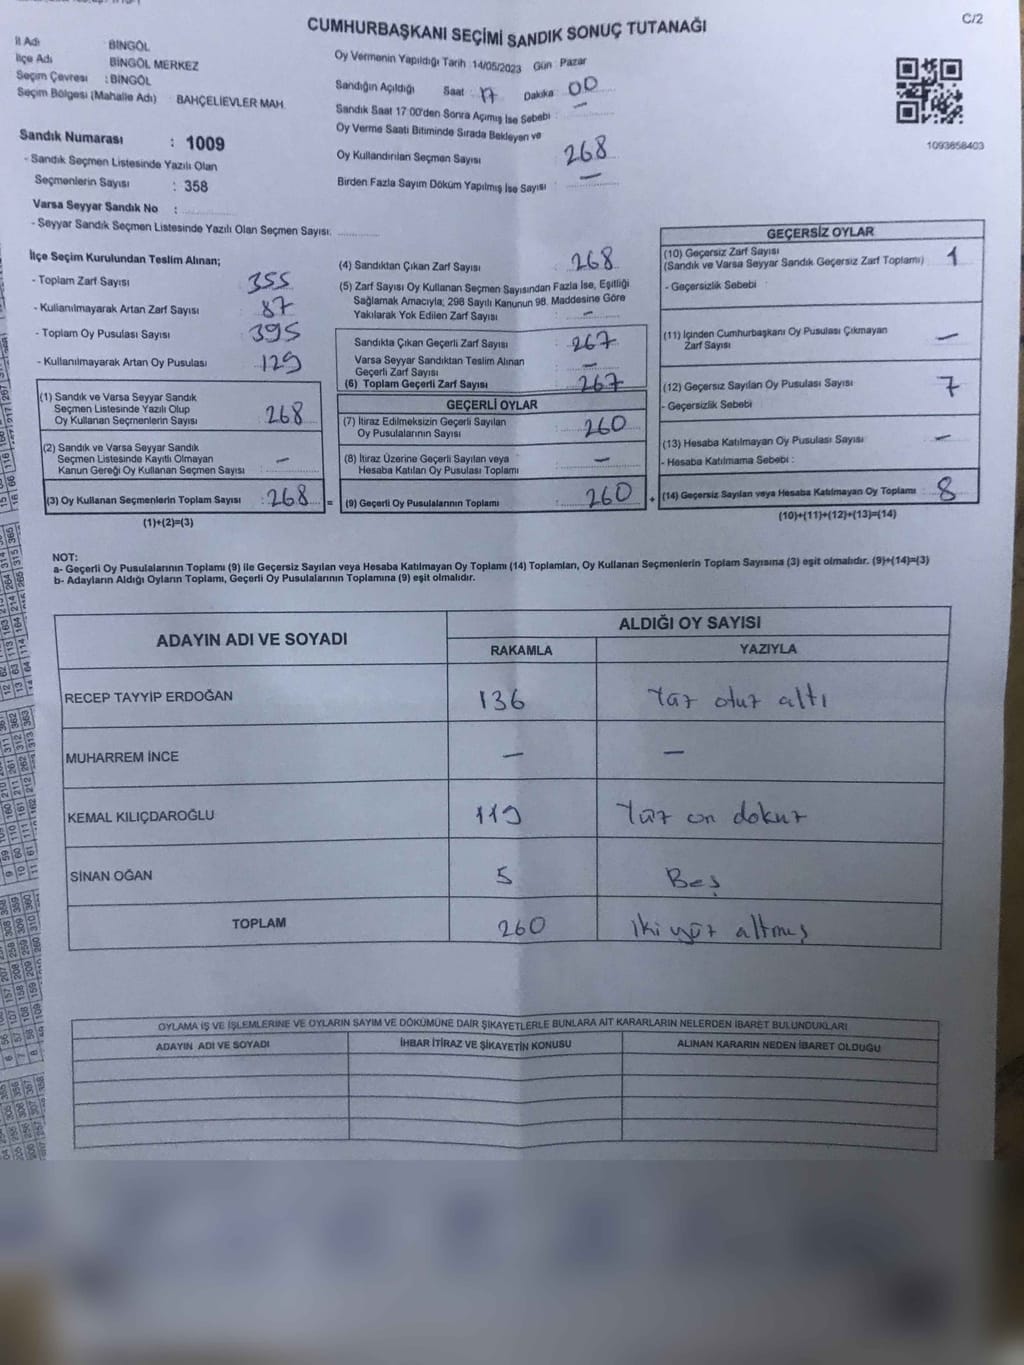 CUMHURBAŞKANI SEÇİMİ SANDIK SONUÇ TUTANAĞI
C/2
İl Adı : BİNGÖL
İlçe Adı BİNGÖL MERKEZ
Seçim Çevresi : BİNGÖL
Seçim Bölgesi (Mahalle Adı) : BAHÇELİEVLER MAH.
Sandık Numarası : 1009
- Sandık Seçmen Listesinde Yazılı Olan
Seçmenlerin Sayısı : 358
Varsa Seyyar Sandık No :
- Seyyar Sandık Seçmen Listesinde Yazılı Olan Seçmen Sayısı:
Oy Vermenin Yapıldığı Tarih :14/05/2023 Gün : Pazar
Sandığın Açıldığı Saat : 17 Dakika : 00
Sandık Saat 17:00'den Sonra Açımış İse Sebebi : —
Oy Verme Saati Bitiminde Sırada Bekleyen ve
Oy Kullandırılan Seçmen Sayısı 268
Birden Fazla Sayım Döküm Yapılmış İse Sayısı —
1093858403
İlçe Seçim Kurulundan Teslim Alınan;
- Toplam Zarf Sayısı 355
- Kullanılmayarak Artan Zarf Sayısı 87
- Toplam Oy Pusulası Sayısı 395
- Kullanılmayarak Artan Oy Pusulası 129
(1) Sandık ve Varsa Seyyar Sandık
Seçmen Listesinde Yazılı Olup
Oy Kullanan Seçmenlerin Sayısı 268
(2) Sandık ve Varsa Seyyar Sandık
Seçmen Listesinde Kayıtlı Olmayan
Kanun Gereği Oy Kullanan Seçmen Sayısı —
(3) Oy Kullanan Seçmenlerin Toplam Sayısı : 268 =
(1)+(2)=(3)
(4) Sandıktan Çıkan Zarf Sayısı 268
(5) Zarf Sayısı Oy Kullanan Seçmen Sayısından Fazla İse, Eşitliği
Sağlamak Amacıyla; 298 Sayılı Kanunun 98. Maddesine Göre
Yakılarak Yok Edilen Zarf Sayısı —
Sandıkta Çıkan Geçerli Zarf Sayısı 267
Varsa Seyyar Sandıktan Teslim Alınan
Geçerli Zarf Sayısı —
(6) Toplam Geçerli Zarf Sayısı 267
GEÇERLİ OYLAR
(7) İtiraz Edilmeksizin Geçerli Sayılan
Oy Pusulalarının Sayısı 260
(8) İtiraz Üzerine Geçerli Sayılan veya
Hesaba Katılan Oy Pusulası Toplamı —
(9) Geçerli Oy Pusulalarının Toplamı : 260 +
GEÇERSİZ OYLAR
(10) Geçersiz Zarf Sayısı
(Sandık ve Varsa Seyyar Sandık Geçersiz Zarf Toplamı) 1
- Geçersizlik Sebebi :
(11) İçinden Cumhurbaşkanı Oy Pusulası Çıkmayan
Zarf Sayısı —
(12) Geçersiz Sayılan Oy Pusulası Sayısı 7
- Geçersizlik Sebebi :
(13) Hesaba Katılmayan Oy Pusulası Sayısı —
- Hesaba Katılmama Sebebi :
(14) Geçersiz Sayılan veya Hesaba Katılmayan Oy Toplamı : 8
(10)+(11)+(12)+(13)=(14)
NOT:
a- Geçerli Oy Pusulalarının Toplamı (9) ile Geçersiz Sayılan veya Hesaba Katılmayan Oy Toplamı (14) Toplamları, Oy Kullanan Seçmenlerin Toplam Sayısına (3) eşit olmalıdır. (9)+(14)=(3)
b- Adayların Aldığı Oyların Toplamı, Geçerli Oy Pusulalarının Toplamına (9) eşit olmalıdır.
ADAYIN ADI VE SOYADI
ALDIĞI OY SAYISI
RAKAMLA YAZIYLA
RECEP TAYYİP ERDOĞAN 136 Yüz otuz altı
MUHARREM İNCE — —
KEMAL KILIÇDAROĞLU 119 Yüz on dokuz
SİNAN OĞAN 5 Beş
TOPLAM 260 İki yüz altmış
OYLAMA İŞ VE İŞLEMLERİNE VE OYLARIN SAYIM VE DÖKÜMÜNE DAİR ŞİKAYETLERLE BUNLARA AİT KARARLARIN NELERDEN İBARET BULUNDUKLARI
ADAYIN ADI VE SOYADI İHBAR İTİRAZ VE ŞİKAYETİN KONUSU ALINAN KARARIN NEDEN İBARET OLDUĞU